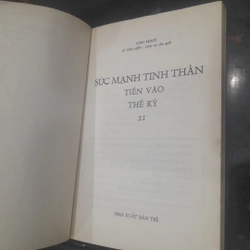 SỨC MẠNH TINH THẦN
TIẾN VÀO
THẾ KỶ
21
NHÀ XUẤT BẢN TRẺ